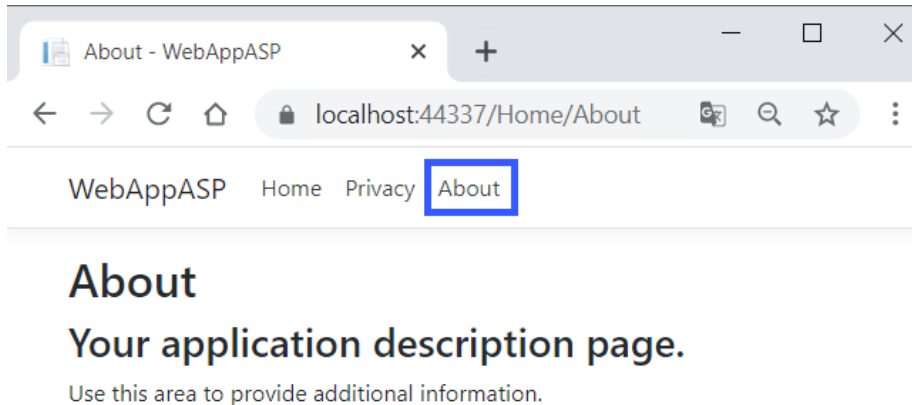 About - WebAppASP
localhost:44337/Home/About
WebAppASP Home Privacy About
About
Your application description page.
Use this area to provide additional information.